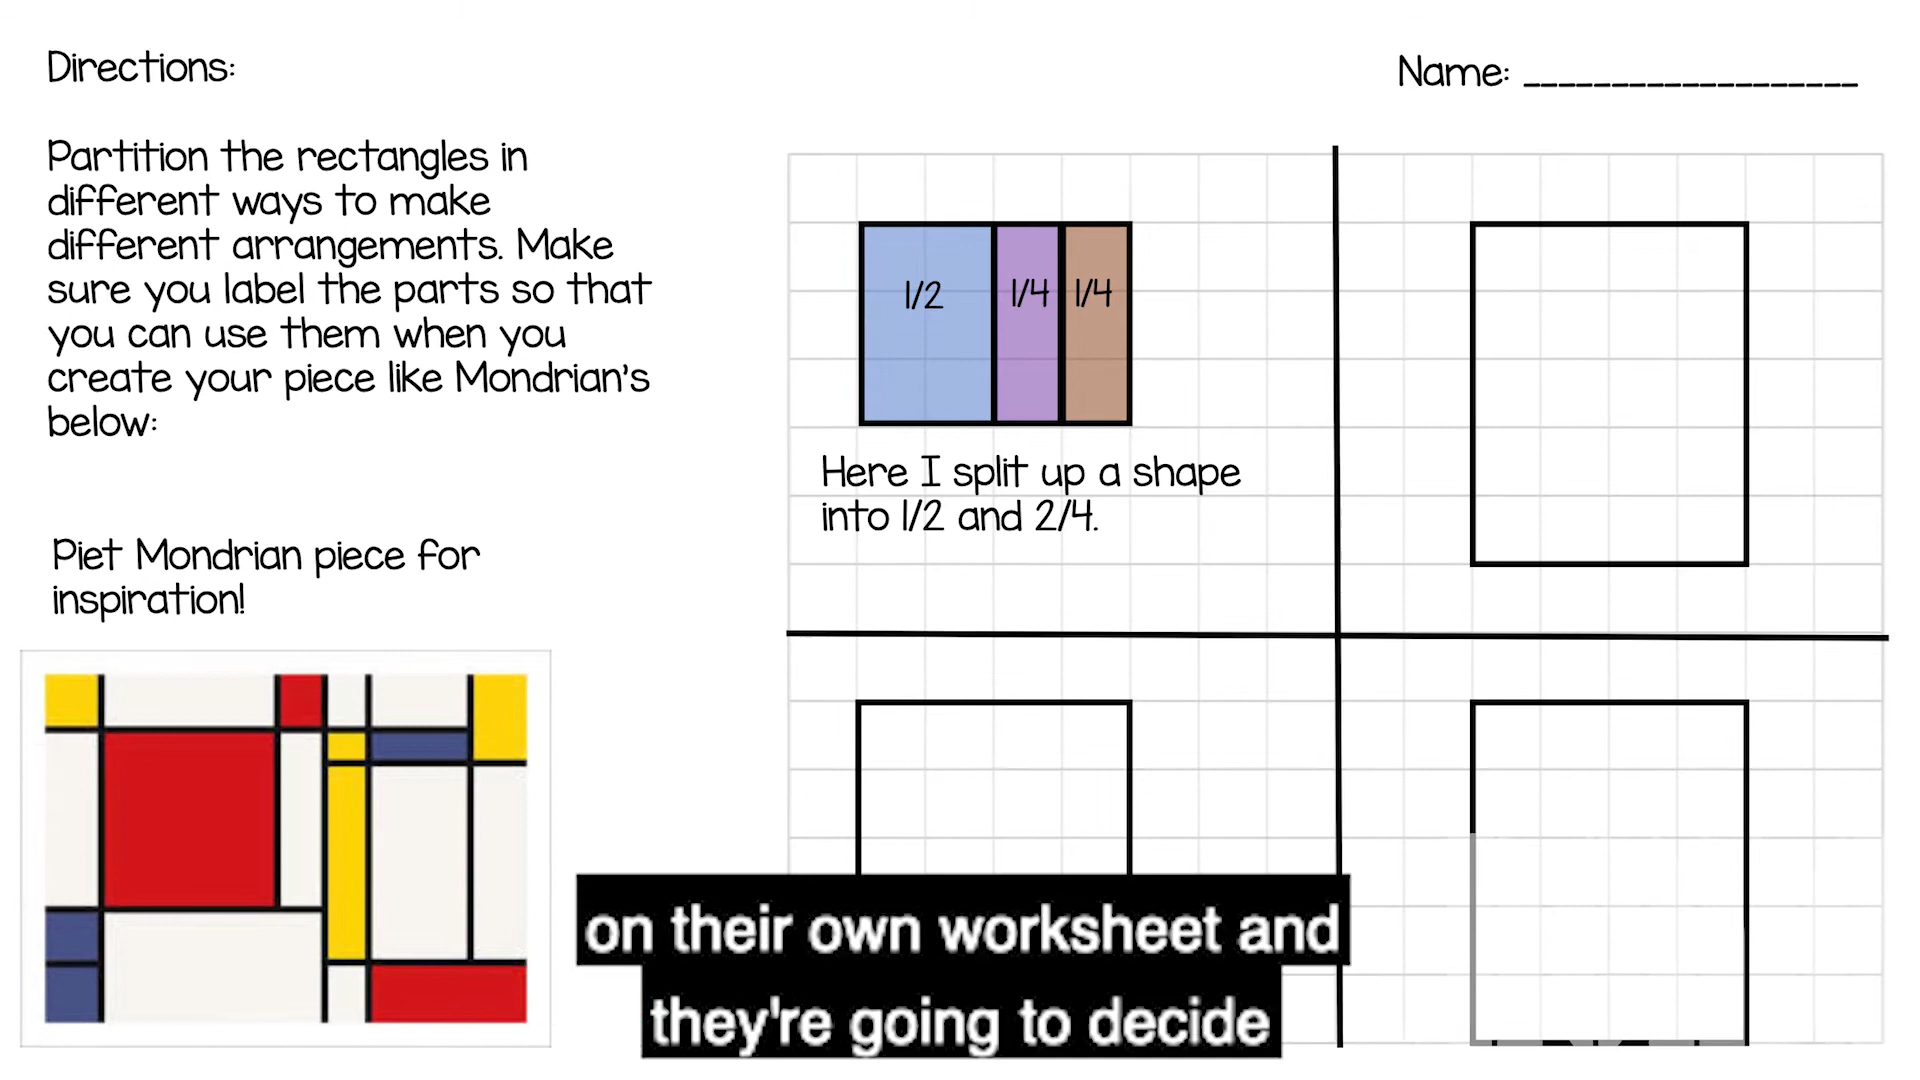 Directions:
Name: ___________________
Partition the rectangles in
different ways to make
different arrangements. Make
sure you label the parts so that
you can use them when you
create your piece like Mondrian's
below:
Piet Mondrian piece for
inspiration!
1/2
1/4
1/4
Here I split up a shape
into 1/2 and 2/4.
on their own worksheet and
they're going to decide